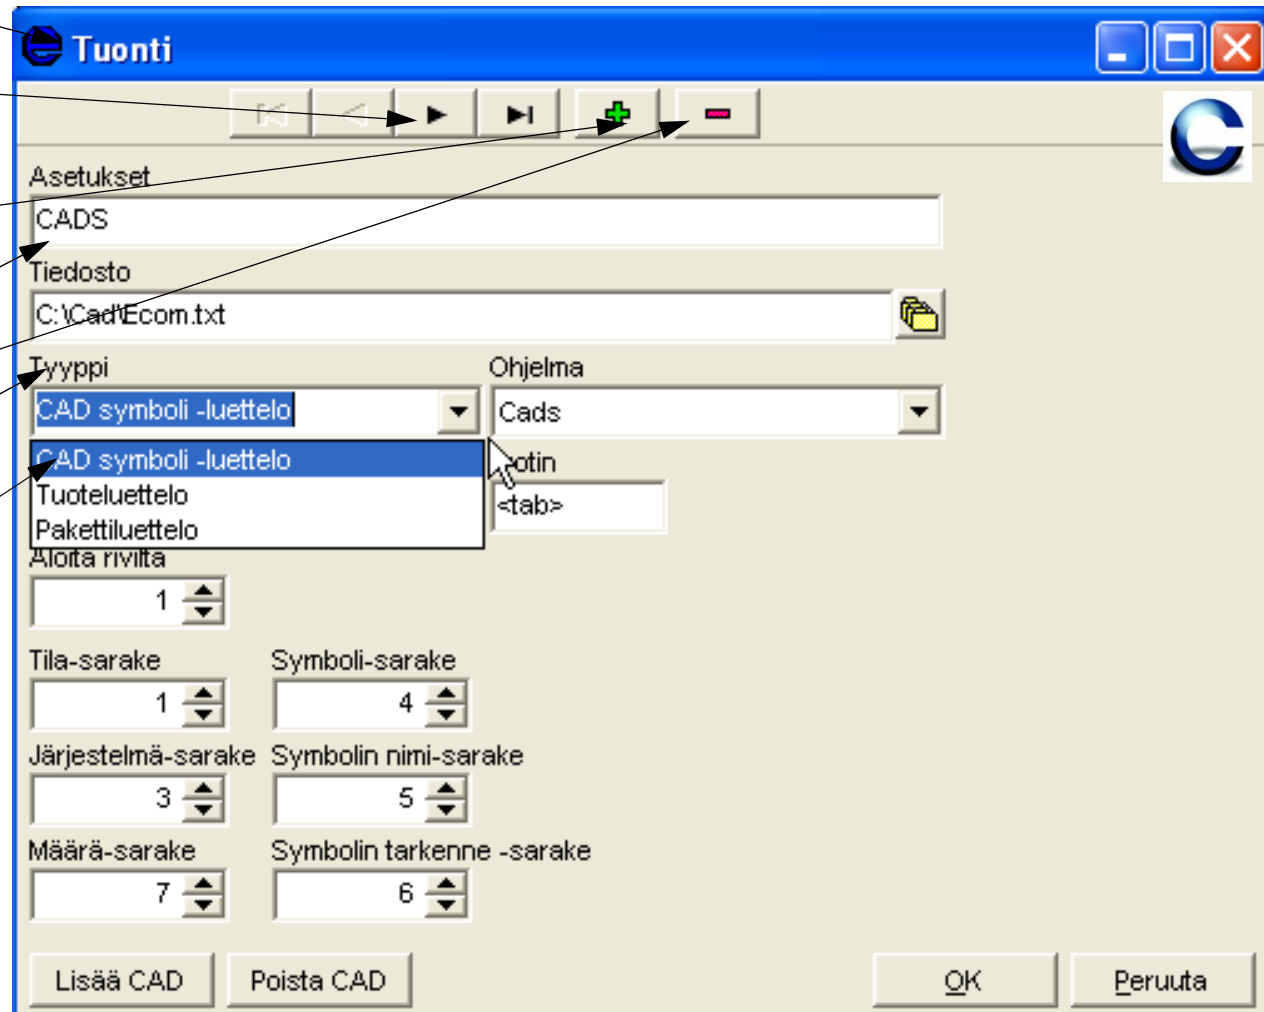 Tuonti
Asetukset
CADS
Tiedosto
C:\Cad\Ecom.txt
Tyyppi Ohjelma
CAD symboli -luettelo Cads
CAD symboli -luettelo
Tuoteluettelo <tab>
Pakettiluettelo
Aloita riviltä
1
Tila-sarake Symboli-sarake
1 4
Järjestelmä-sarake Symbolin nimi-sarake
3 5
Määrä-sarake Symbolin tarkenne -sarake
7 6
Lisää CAD Poista CAD OK Peruuta